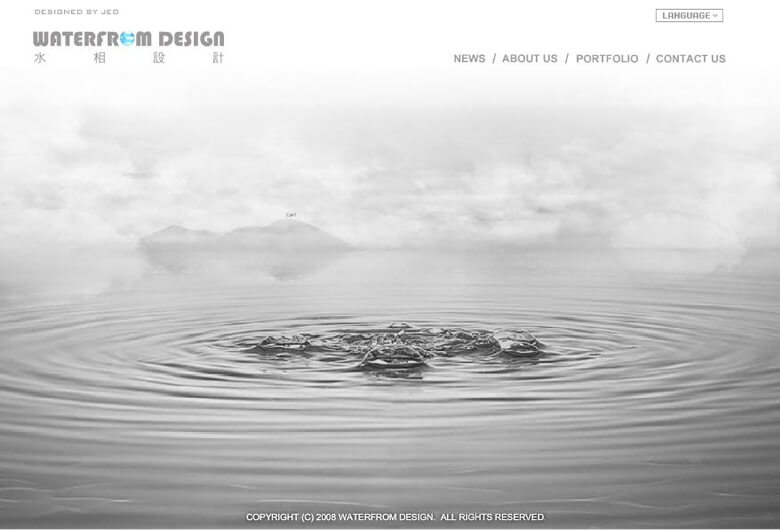 DESIGNED BY JED
LANGUAGE
WATERFROM DESIGN
水相設計
NEWS / ABOUT US / PORTFOLIO / CONTACT US
COPYRIGHT (C) 2008 WATERFROM DESIGN. ALL RIGHTS RESERVED